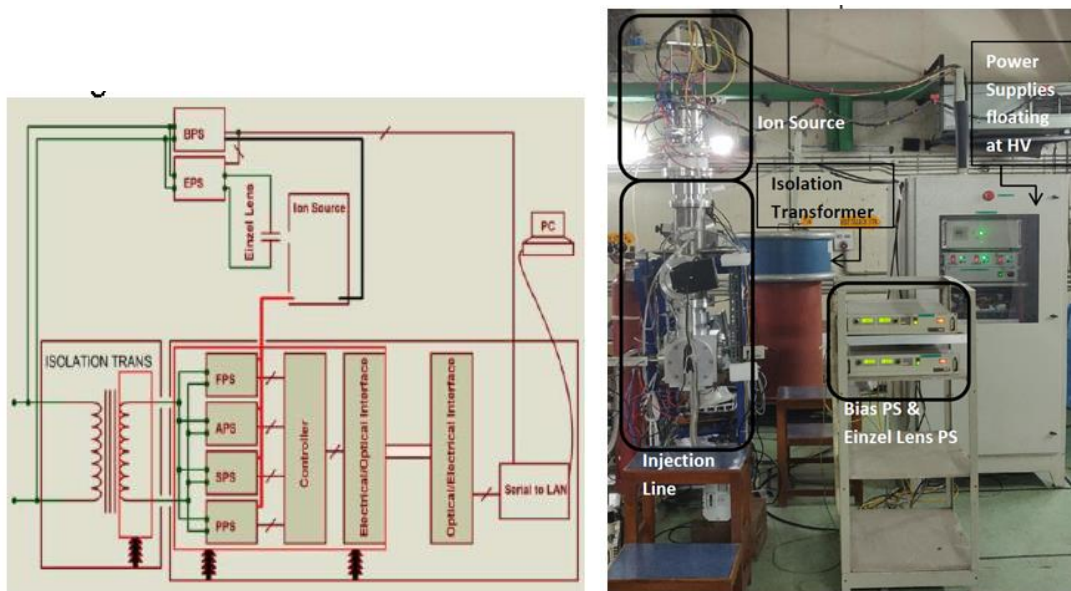 BPS
EPS
Einzel Lens
Ion Source
PC
ISOLATION TRANS
FPS
APS
SPS
PPS
Controller
Electrical/Optical Interface
Optical/Electrical Interface
Serial to LAN
Ion Source
Power
Supplies
floating
at HV
Isolation
Transformer
Bias PS &
Einzel Lens PS
Injection
Line